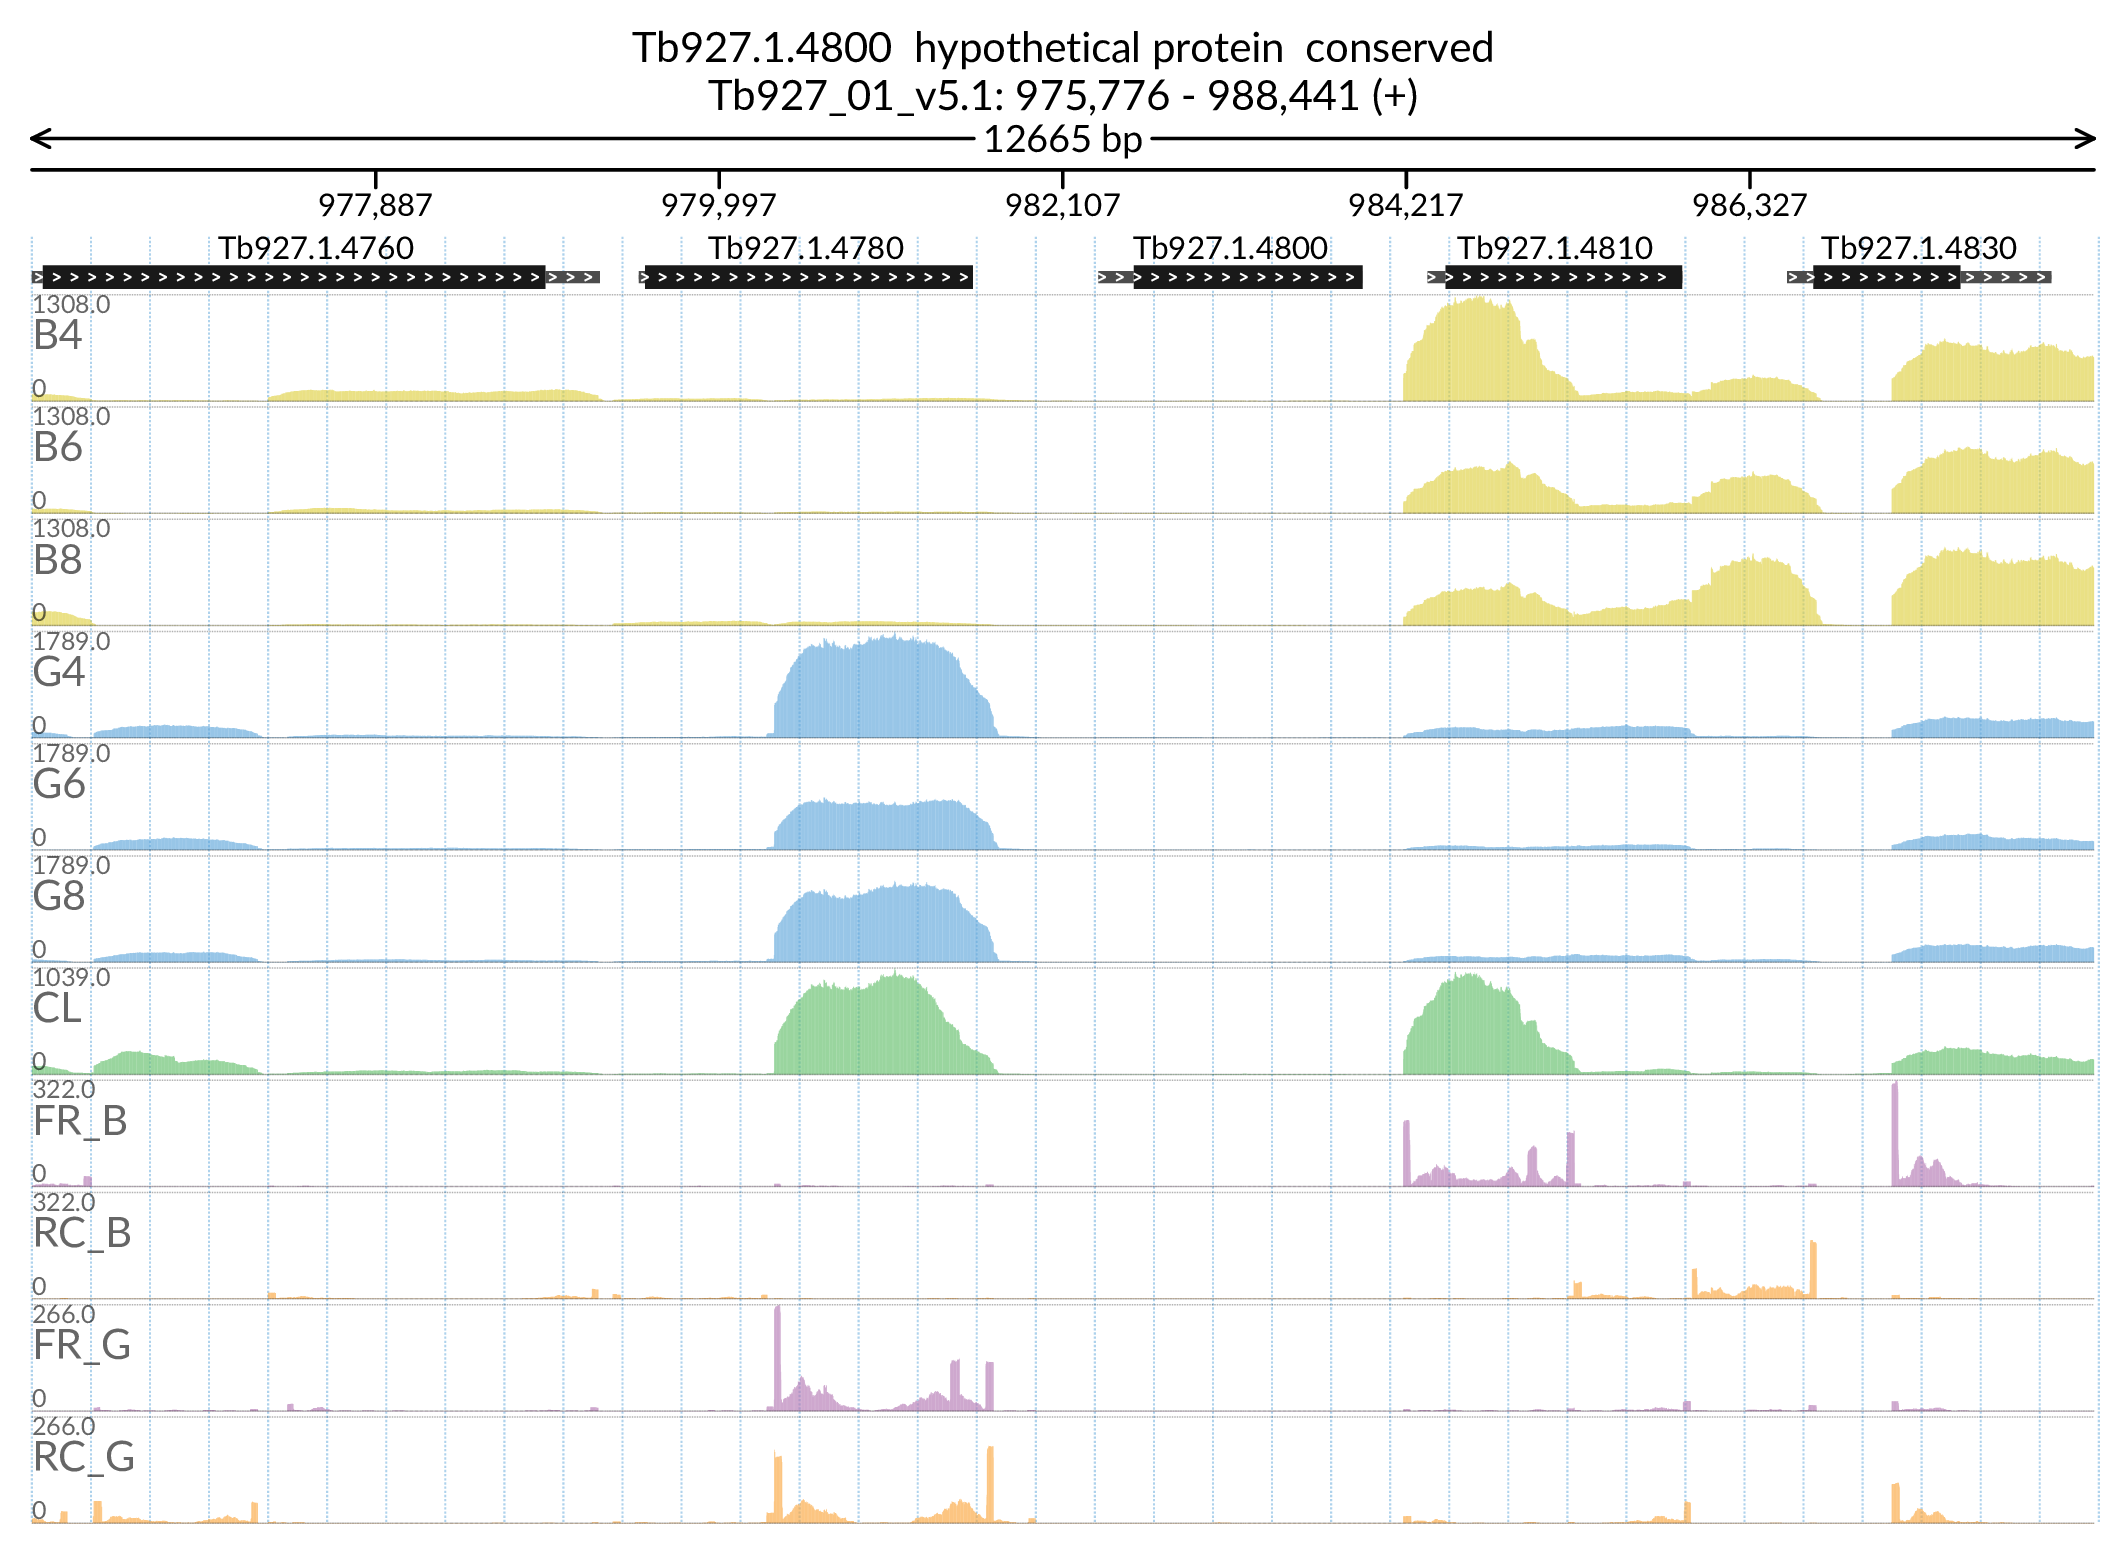 Tb927.1.4800  hypothetical protein  conserved
Tb927_01_v5.1: 975,776 - 988,441 (+)
12665 bp
977,887 979,997 982,107 984,217 986,327
Tb927.1.4760 Tb927.1.4780 Tb927.1.4800 Tb927.1.4810 Tb927.1.4830
1308.0
B4
0
1308.0
B6
0
1308.0
B8
0
1789.0
G4
0
1789.0
G6
0
1789.0
G8
0
1039.0
CL
0
322.0
FR_B
0
322.0
RC_B
0
266.0
FR_G
0
266.0
RC_G
0